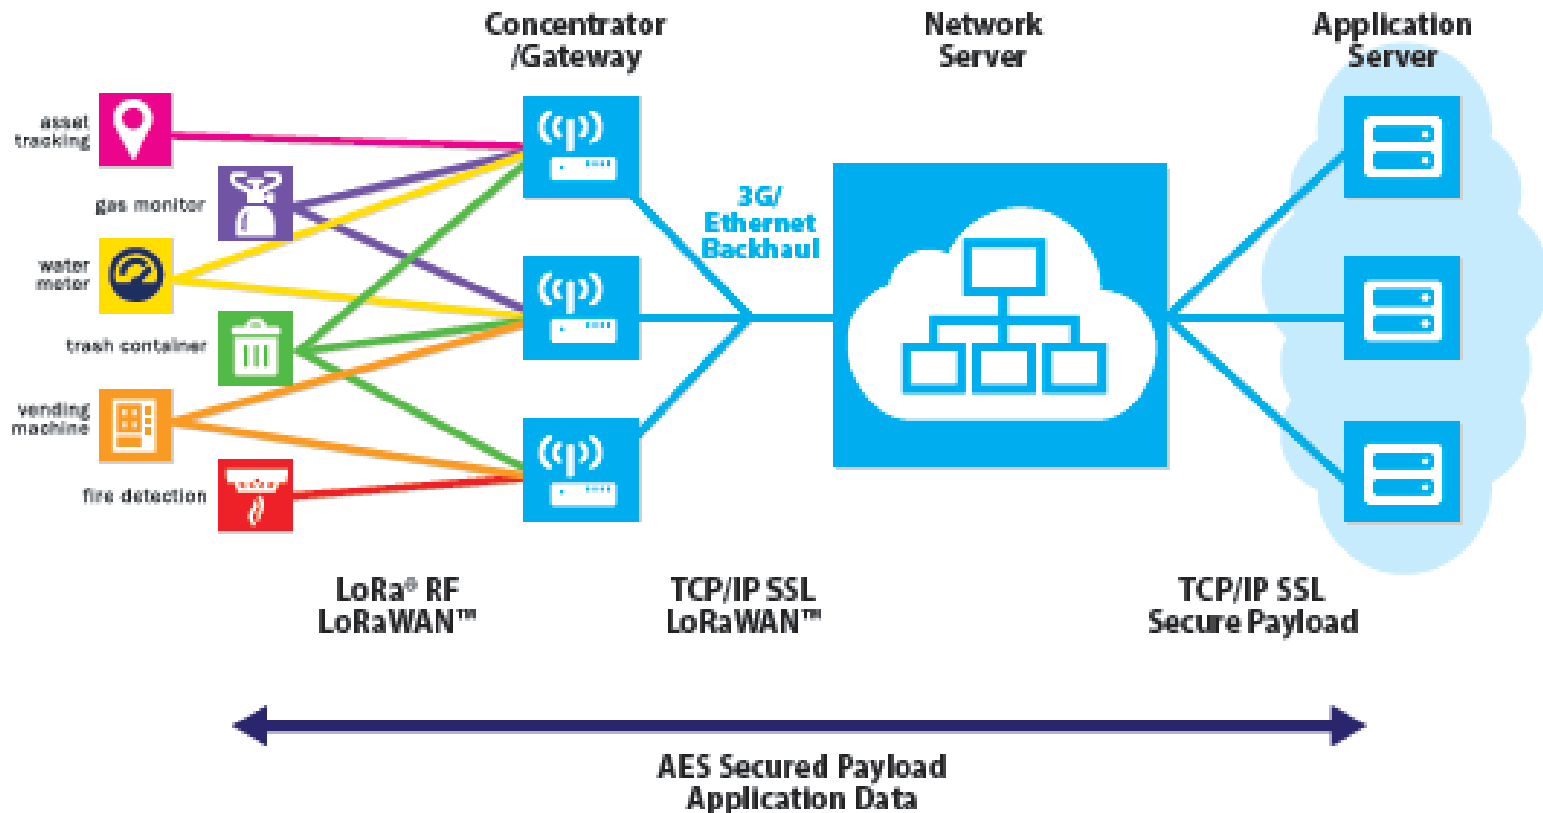 Concentrator
/Gateway
Network
Server
Application
Server
asset
tracking
gas monitor
water
meter
trash container
vending
machine
fire detection
3G/
Ethernet
Backhaul
LoRa® RF
LoRaWAN™
TCP/IP SSL
LoRaWAN™
TCP/IP SSL
Secure Payload
AES Secured Payload
Application Data